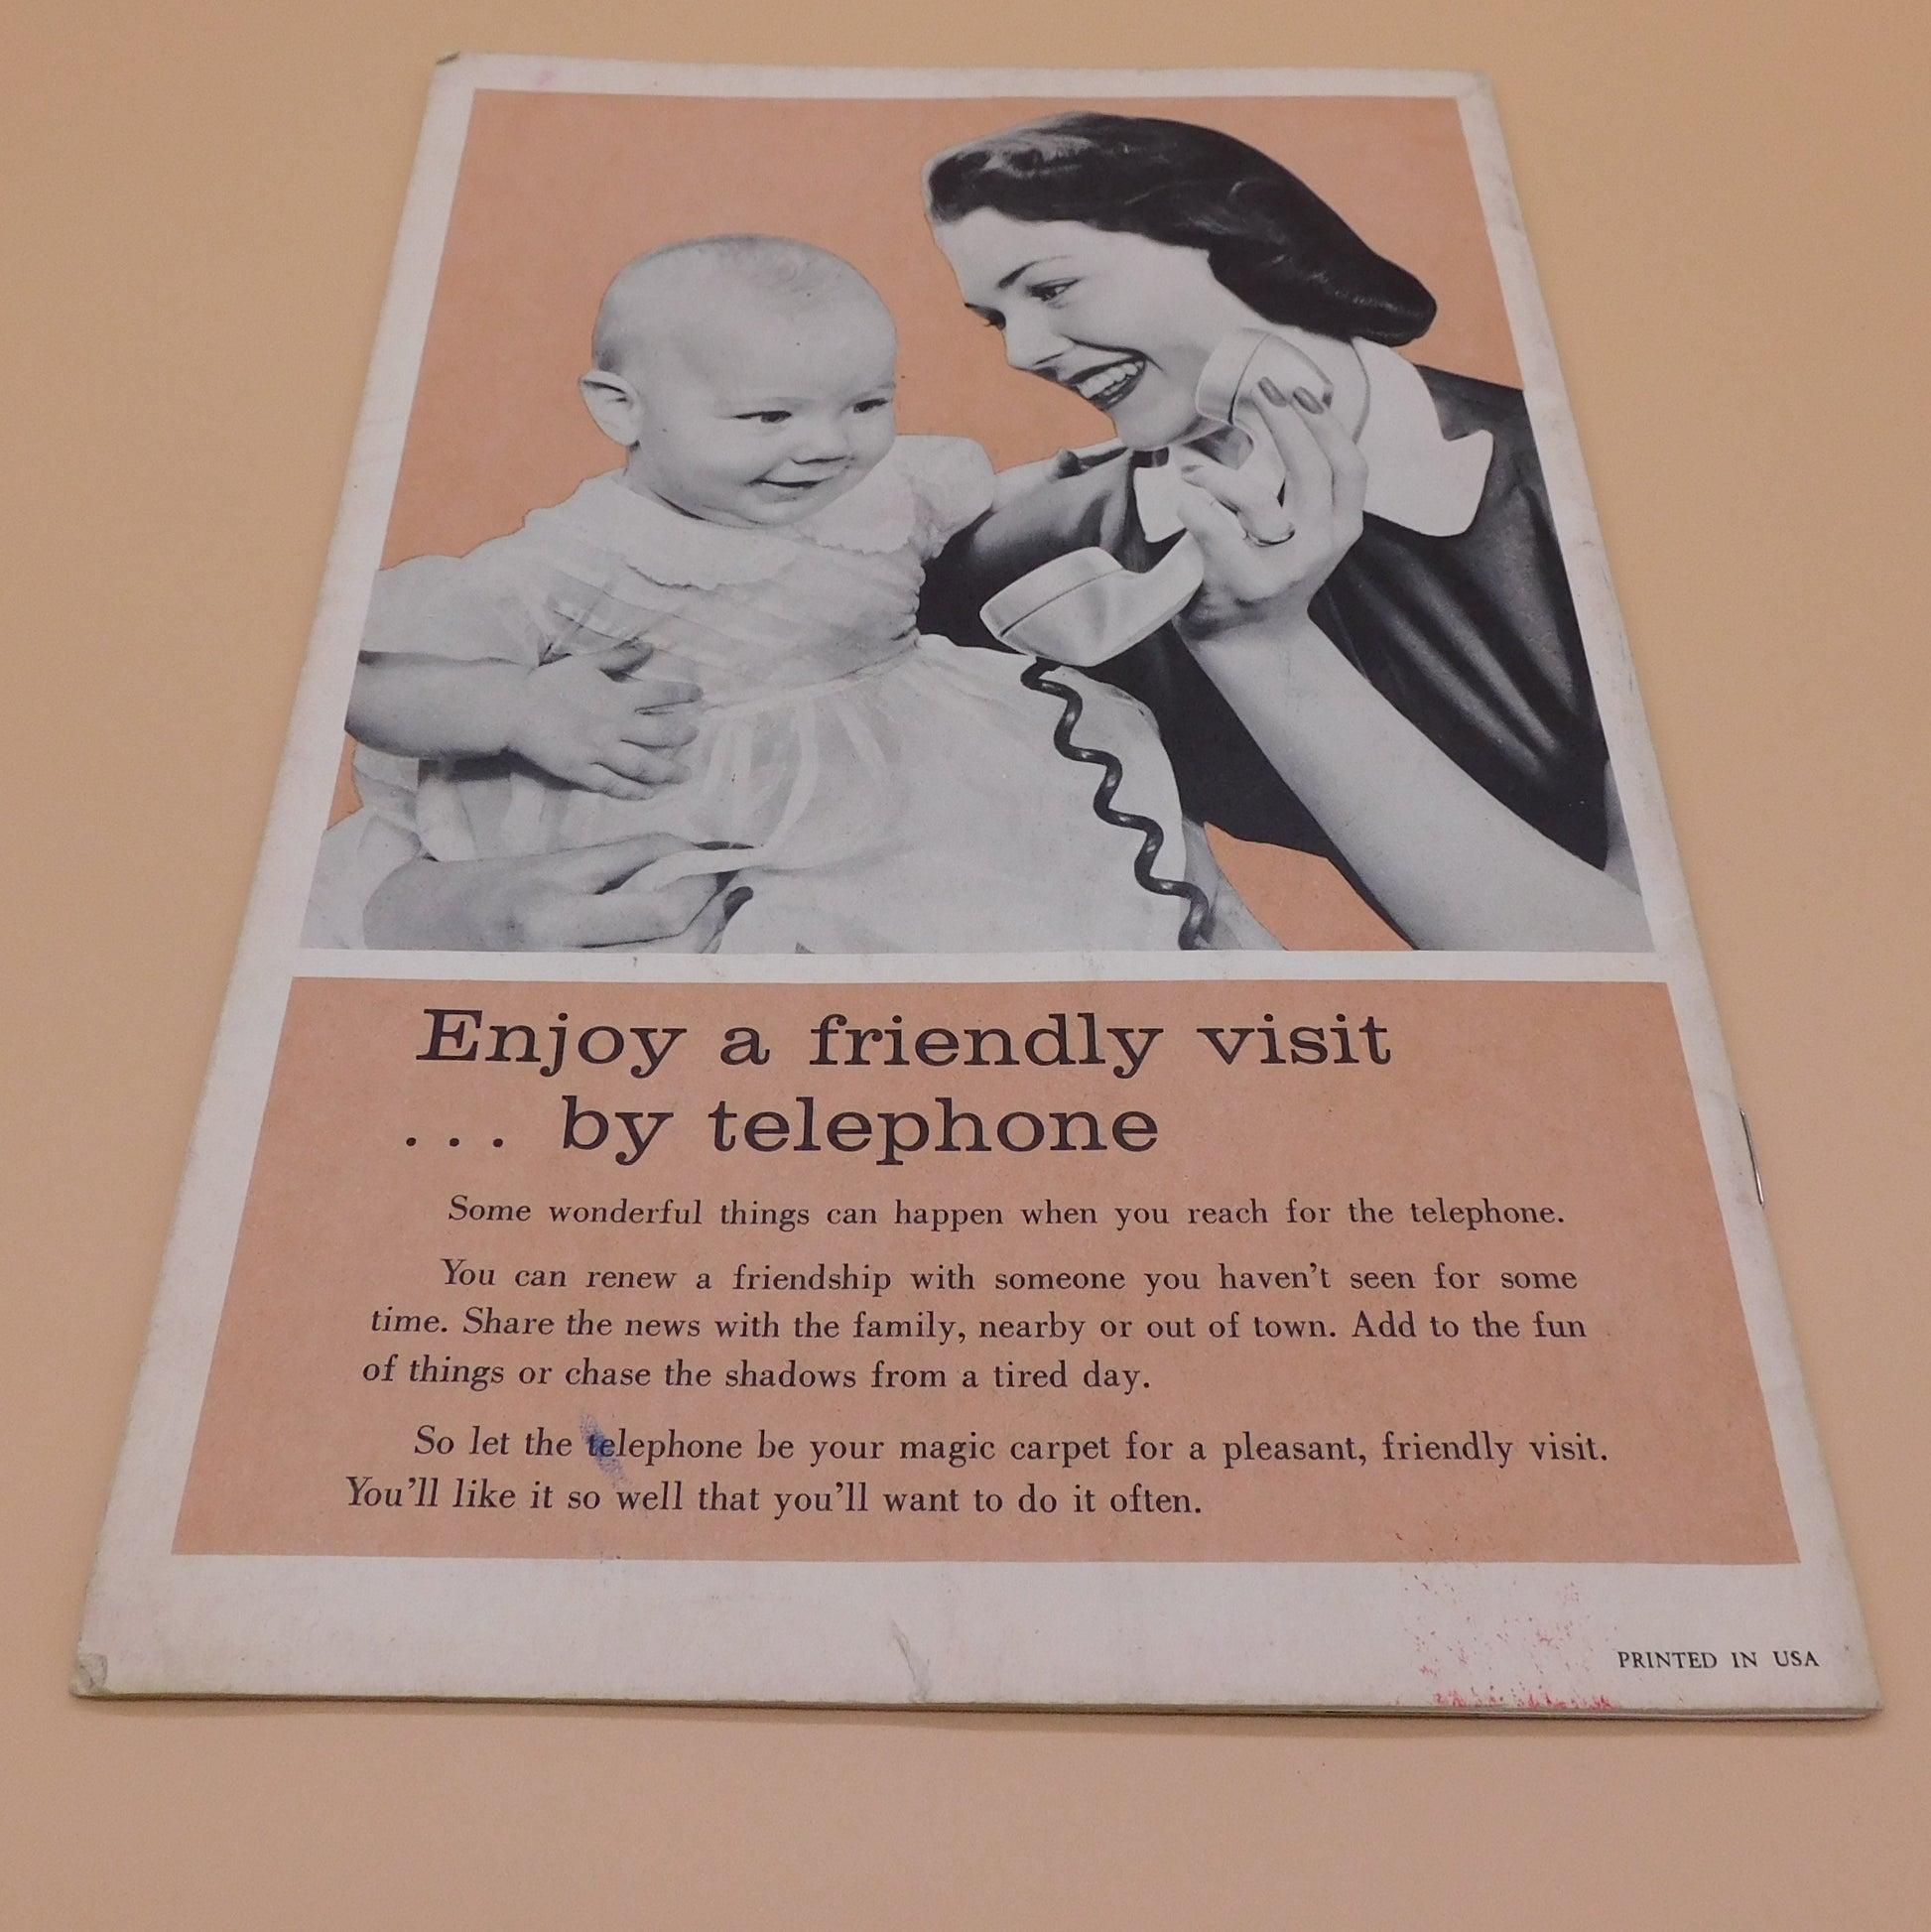 Enjoy a friendly visit
... by telephone
Some wonderful things can happen when you reach for the telephone.
You can renew a friendship with someone you haven't seen for some
time. Share the news with the family, nearby or out of town. Add to the fun
of things or chase the shadows from a tired day.
So let the telephone be your magic carpet for a pleasant, friendly visit.
You'll like it so well that you'll want to do it often.
PRINTED IN USA